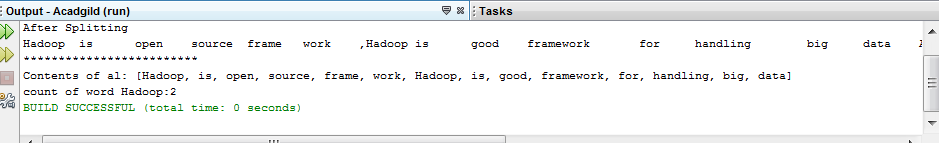 Output - Acadgild (run)
Tasks
After Splitting
Hadoop is open source frame work ,Hadoop is good framework for handling big data
*************************
Contents of al: [Hadoop, is, open, source, frame, work, Hadoop, is, good, framework, for, handling, big, data]
count of word Hadoop:2
BUILD SUCCESSFUL (total time: 0 seconds)